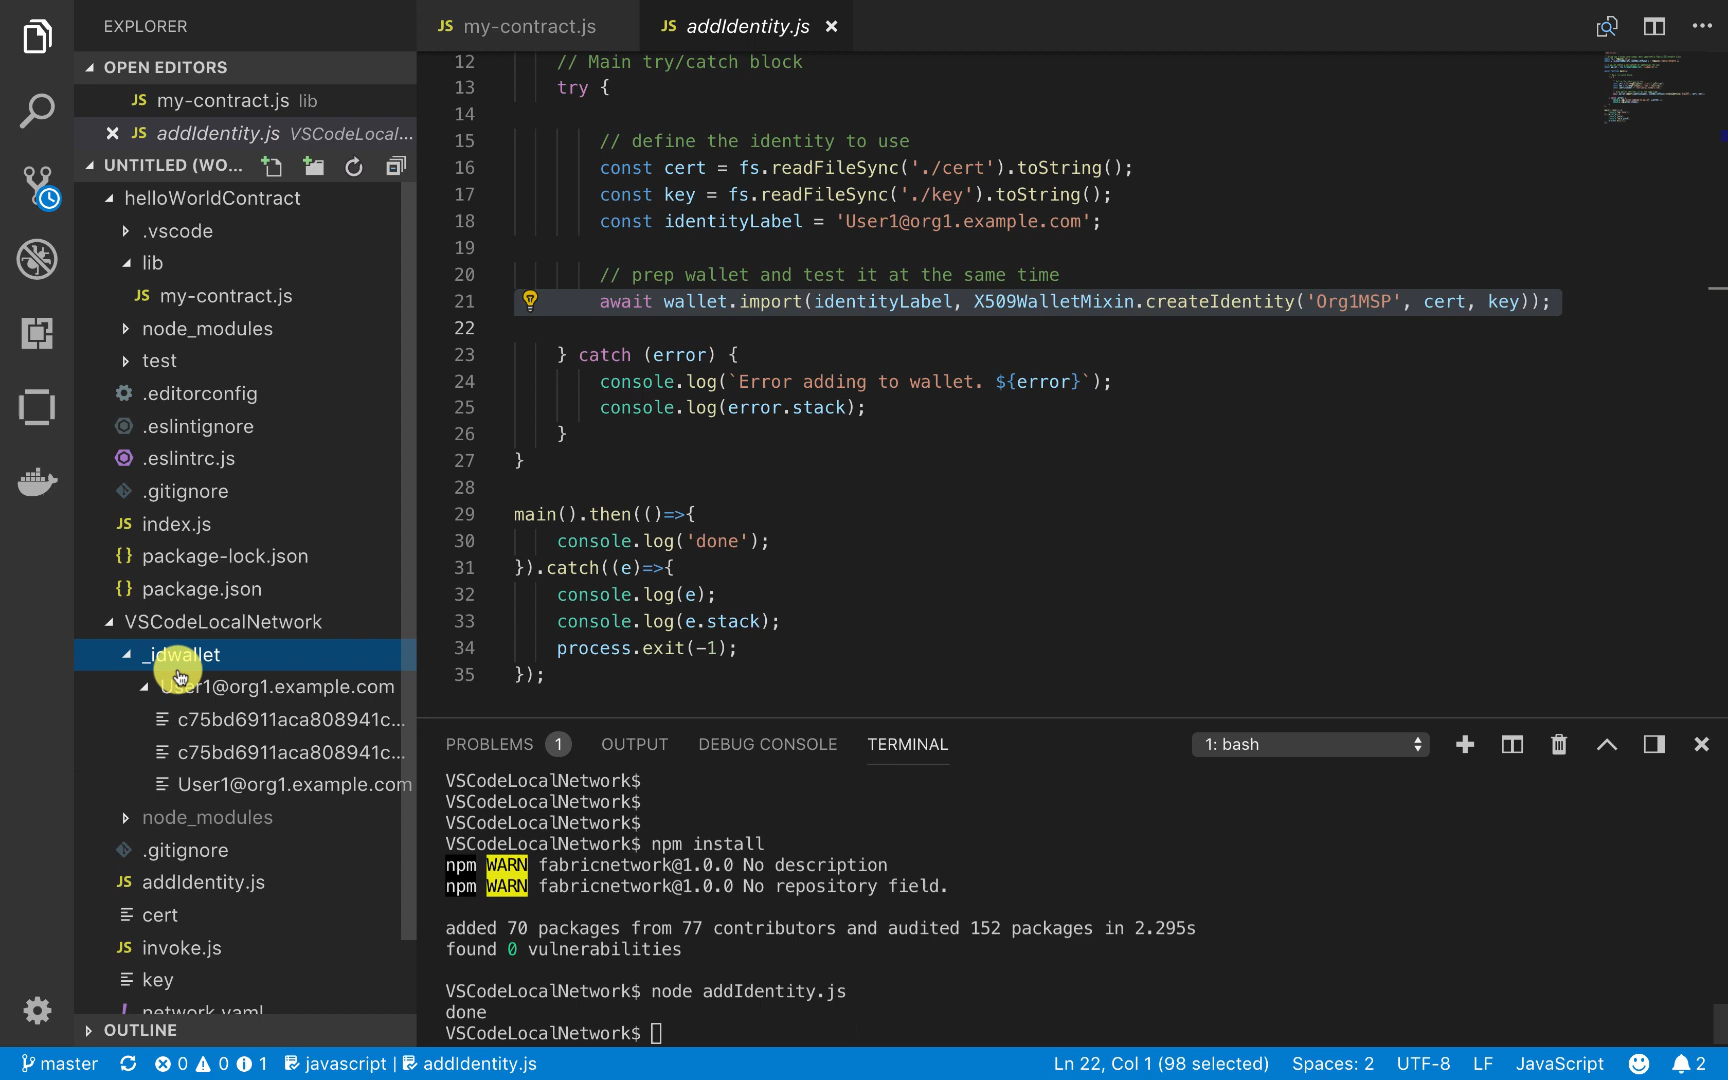 EXPLORER
OPEN EDITORS
JS my-contract.js lib
JS addIdentity.js VSCodeLocal...
UNTITLED (WO...
helloWorldContract
.vscode
lib
JS my-contract.js
node_modules
test
.editorconfig
.eslintignore
.eslintrc.js
.gitignore
JS index.js
{} package-lock.json
{} package.json
VSCodeLocalNetwork
_idwallet
User1@org1.example.com
c75bd6911aca808941c...
c75bd6911aca808941c...
User1@org1.example.com
node_modules
.gitignore
JS addIdentity.js
cert
JS invoke.js
key
! network.yaml
OUTLINE
JS my-contract.js
JS addIdentity.js
12 // Main try/catch block
13 try {
14
15 // define the identity to use
16 const cert = fs.readFileSync('./cert').toString();
17 const key = fs.readFileSync('./key').toString();
18 const identityLabel = 'User1@org1.example.com';
19
20 // prep wallet and test it at the same time
21 await wallet.import(identityLabel, X509WalletMixin.createIdentity('Org1MSP', cert, key));
22
23 } catch (error) {
24 console.log(`Error adding to wallet. ${error}`);
25 console.log(error.stack);
26 }
27 }
28
29 main().then(()=>{
30 console.log('done');
31 }).catch((e)=>{
32 console.log(e);
33 console.log(e.stack);
34 process.exit(-1);
35 });
PROBLEMS 1 OUTPUT DEBUG CONSOLE TERMINAL 1: bash
VSCodeLocalNetwork$
VSCodeLocalNetwork$
VSCodeLocalNetwork$
VSCodeLocalNetwork$ npm install
npm WARN fabricnetwork@1.0.0 No description
npm WARN fabricnetwork@1.0.0 No repository field.
added 70 packages from 77 contributors and audited 152 packages in 2.295s
found 0 vulnerabilities
VSCodeLocalNetwork$ node addIdentity.js
done
VSCodeLocalNetwork$
master 0 0 1 javascript | addIdentity.js Ln 22, Col 1 (98 selected) Spaces: 2 UTF-8 LF JavaScript 2